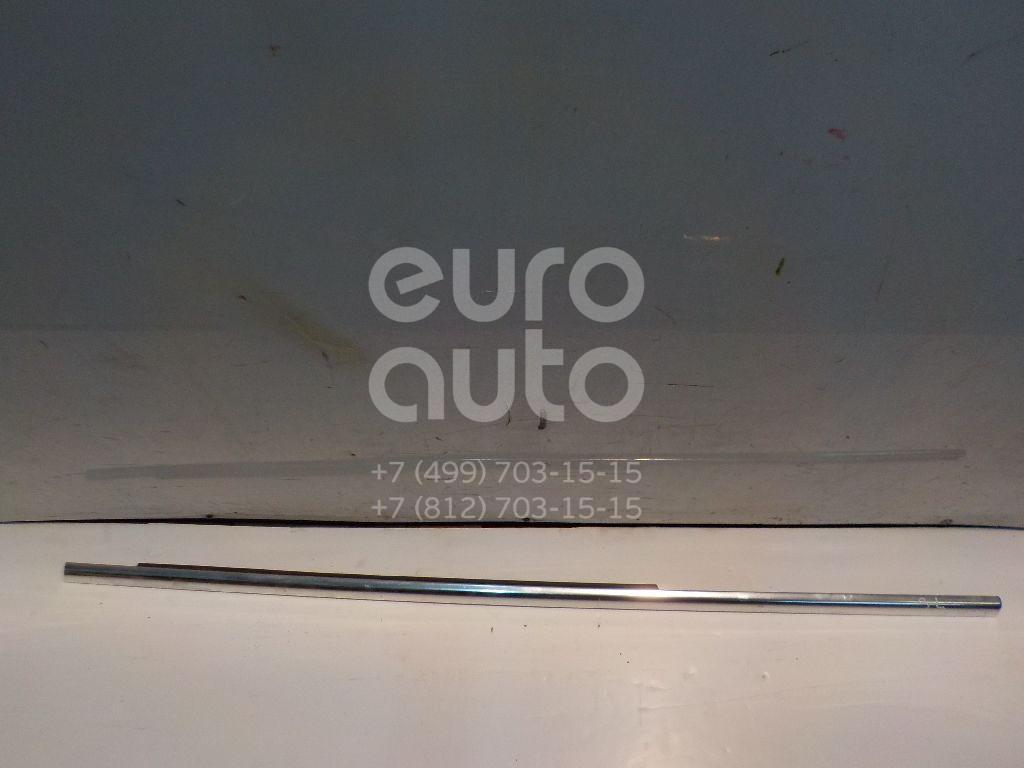 euro
auto
+7 (499) 703-15-15
+7 (812) 703-15-15